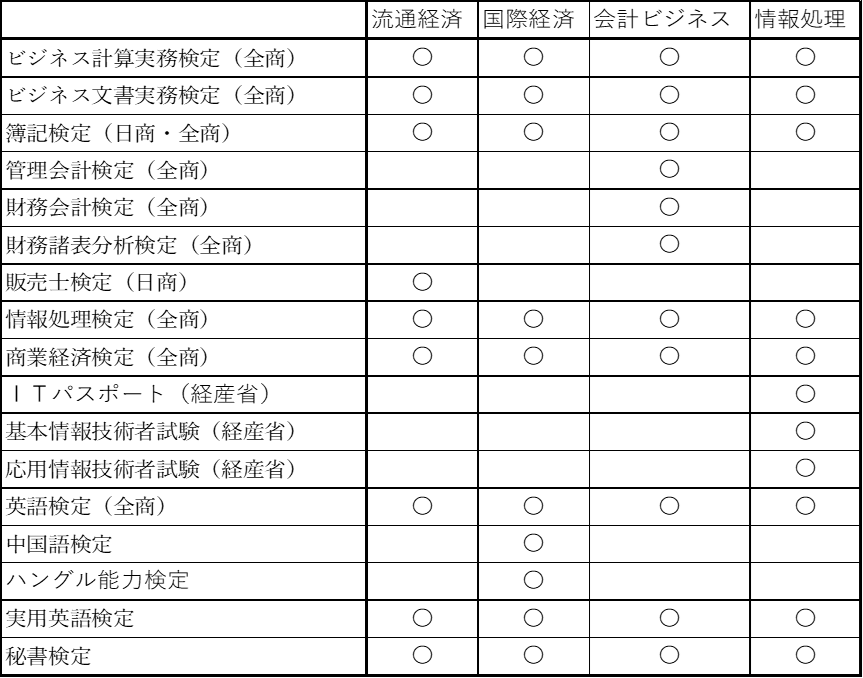 流通経済 国際経済 会計ビジネス 情報処理
ビジネス計算実務検定（全商） ○ ○ ○ ○
ビジネス文書実務検定（全商） ○ ○ ○ ○
簿記検定（日商・全商） ○ ○ ○ ○
管理会計検定（全商） ○
財務会計検定（全商） ○
財務諸表分析検定（全商） ○
販売士検定（日商） ○
情報処理検定（全商） ○ ○ ○ ○
商業経済検定（全商） ○ ○ ○ ○
ＩＴパスポート（経産省） ○
基本情報技術者試験（経産省） ○
応用情報技術者試験（経産省） ○
英語検定（全商） ○ ○ ○ ○
中国語検定 ○
ハングル能力検定 ○
実用英語検定 ○ ○ ○ ○
秘書検定 ○ ○ ○ ○